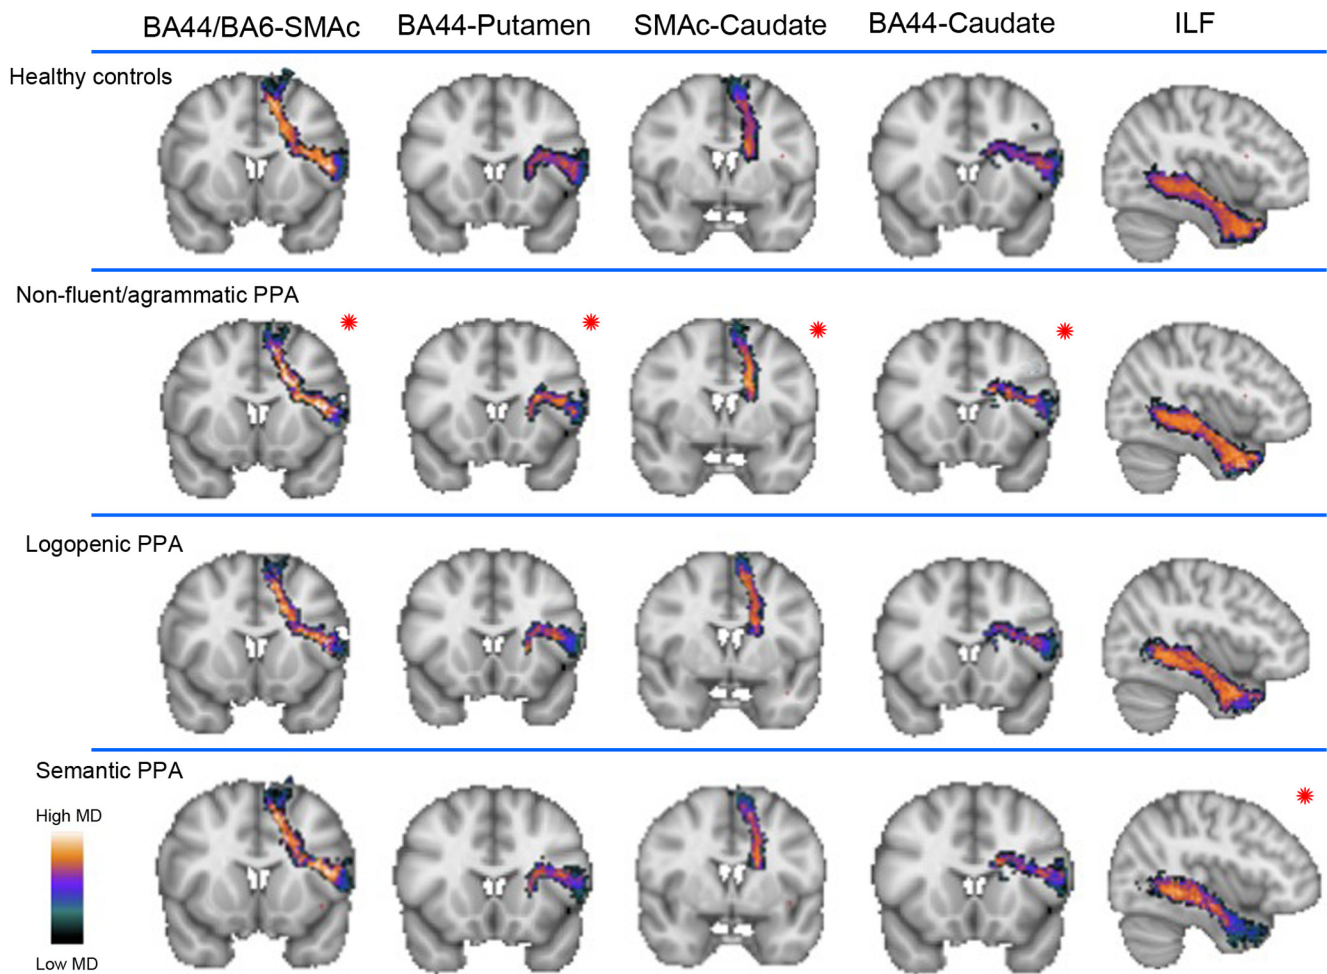 BA44/BA6-SMAc BA44-Putamen SMAc-Caudate BA44-Caudate ILF
Healthy controls
Non-fluent/agrammatic PPA
Logopenic PPA
Semantic PPA
High MD
Low MD